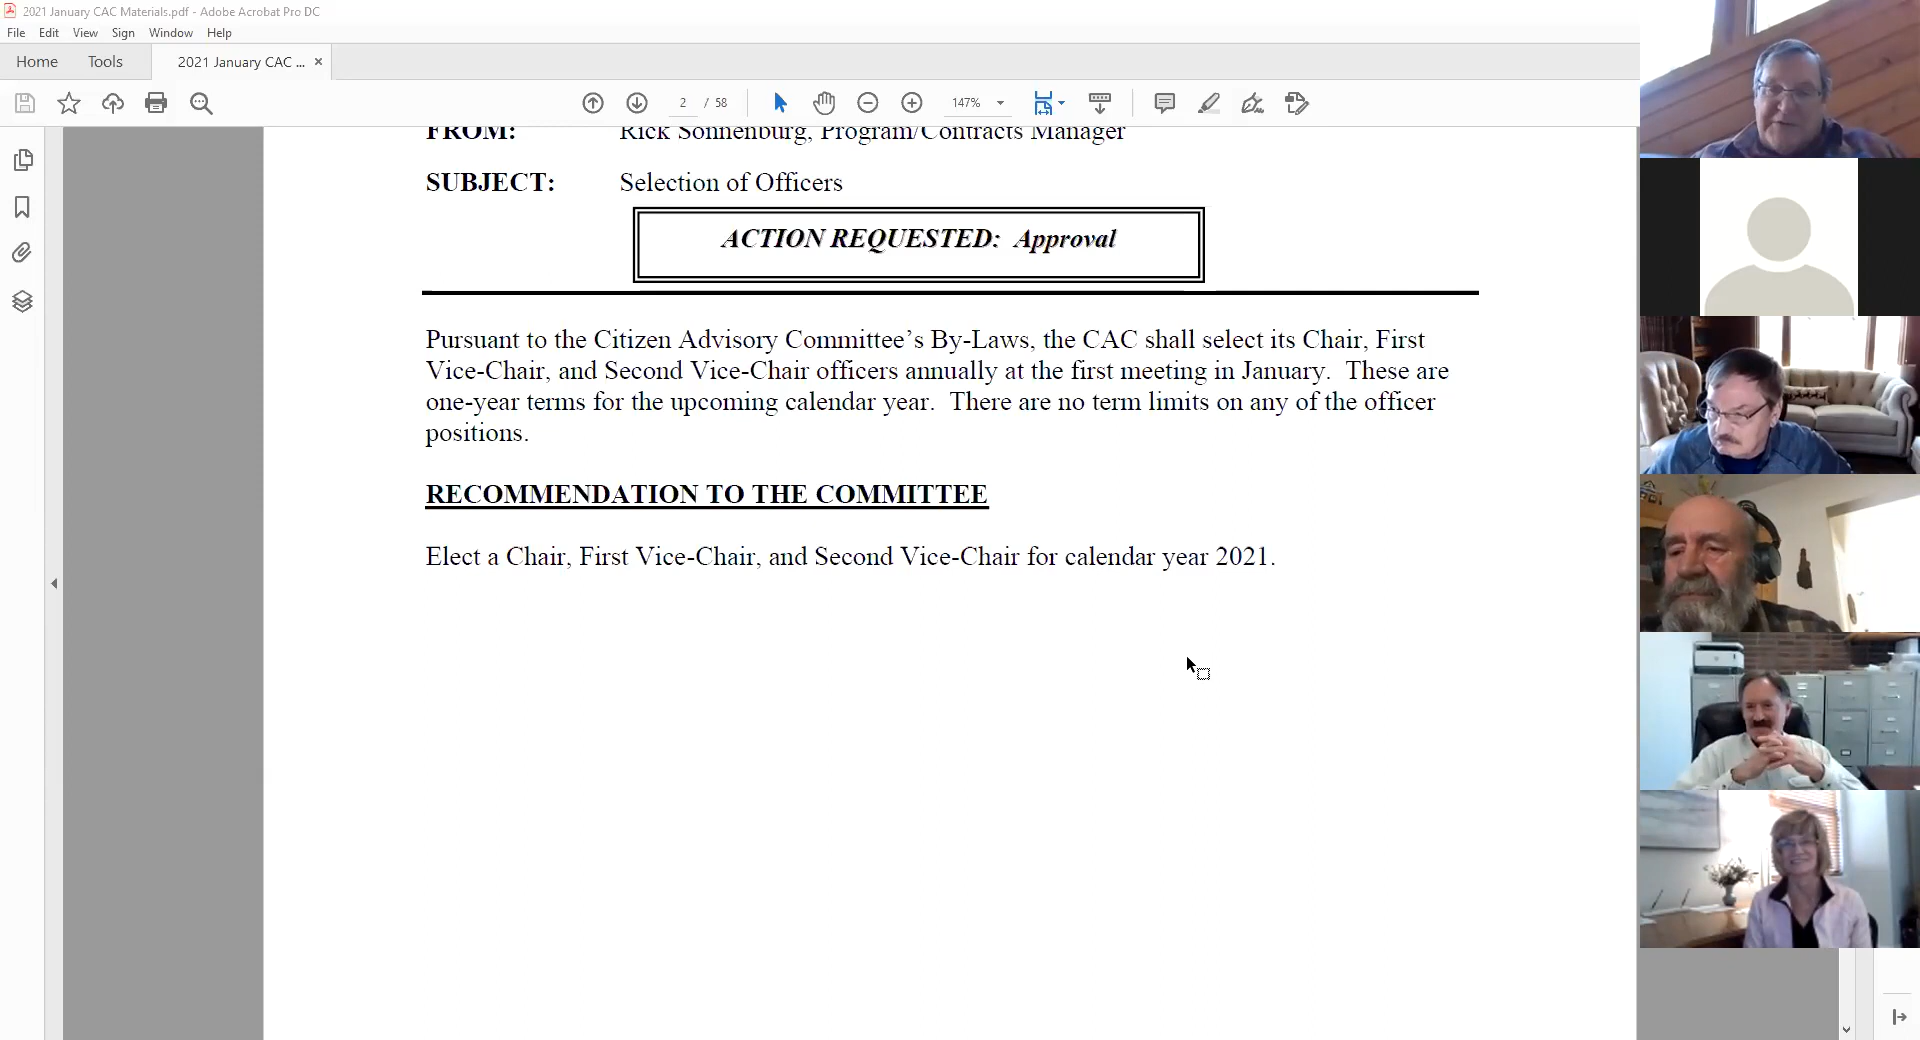 2021 January CAC Materials.pdf - Adobe Acrobat Pro DC
File Edit View Sign Window Help
Home Tools 2021 January CAC ... ×
2 / 58 147%
FROM: Rick Sonnenburg, Program/Contracts Manager
SUBJECT: Selection of Officers
ACTION REQUESTED: Approval
Pursuant to the Citizen Advisory Committee’s By-Laws, the CAC shall select its Chair, First
Vice-Chair, and Second Vice-Chair officers annually at the first meeting in January. These are
one-year terms for the upcoming calendar year. There are no term limits on any of the officer
positions.
RECOMMENDATION TO THE COMMITTEE
Elect a Chair, First Vice-Chair, and Second Vice-Chair for calendar year 2021.